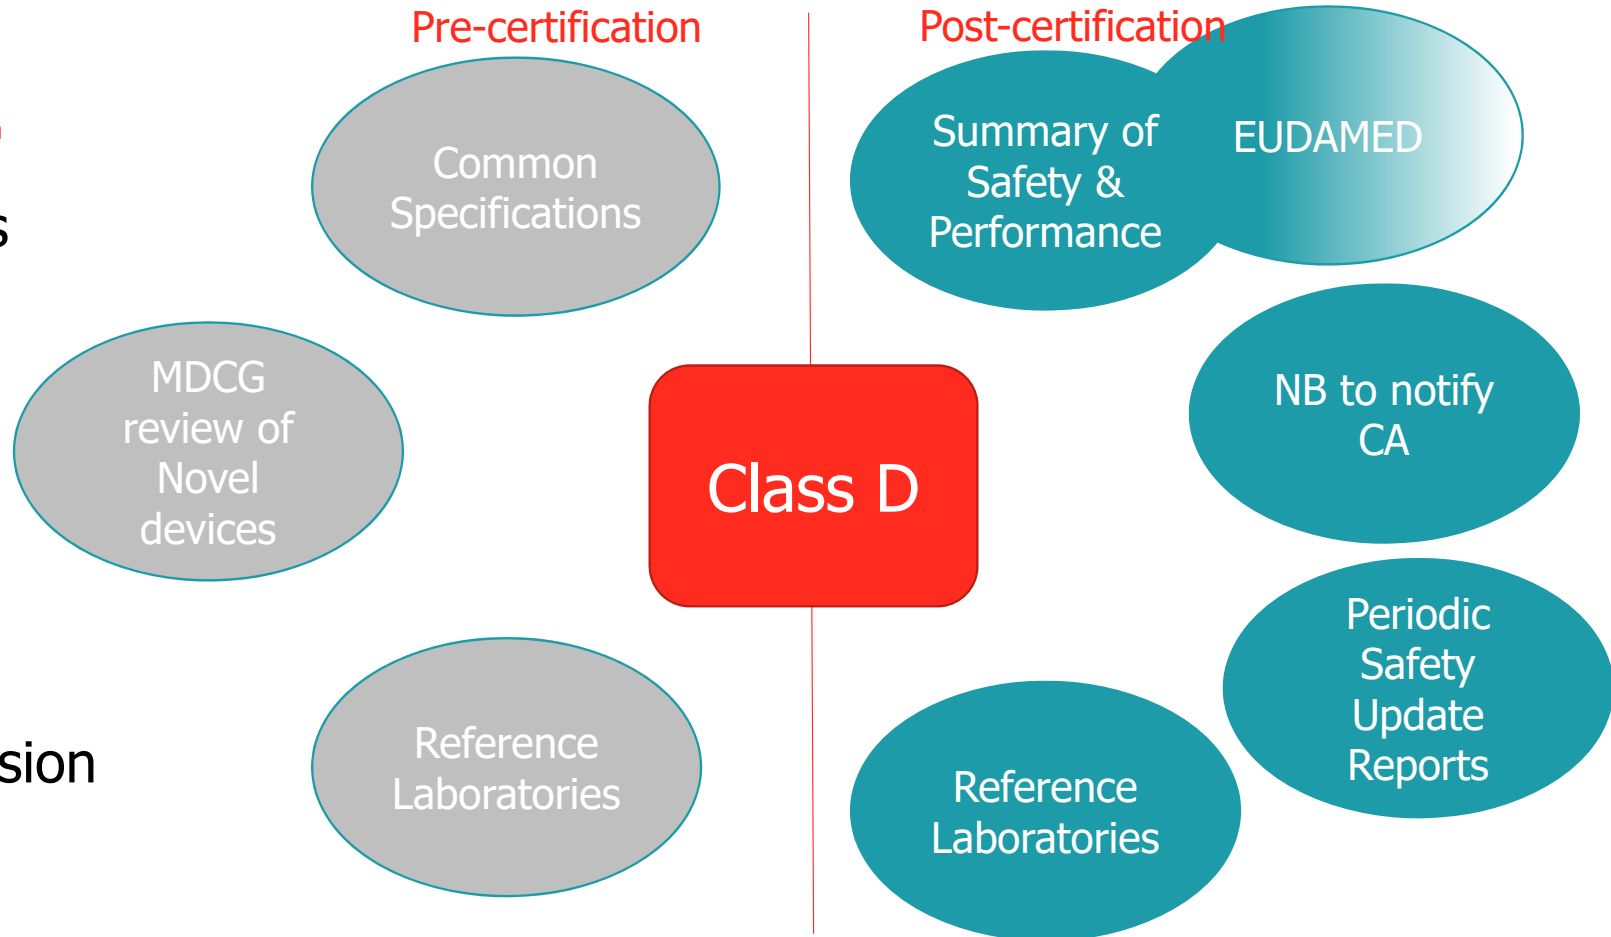 Pre-certification
Post-certification
Common
Specifications
Summary of
Safety &
Performance
EUDAMED
s
MDCG
review of
Novel
devices
Class D
NB to notify
CA
Periodic
Safety
Update
Reports
sion
Reference
Laboratories
Reference
Laboratories